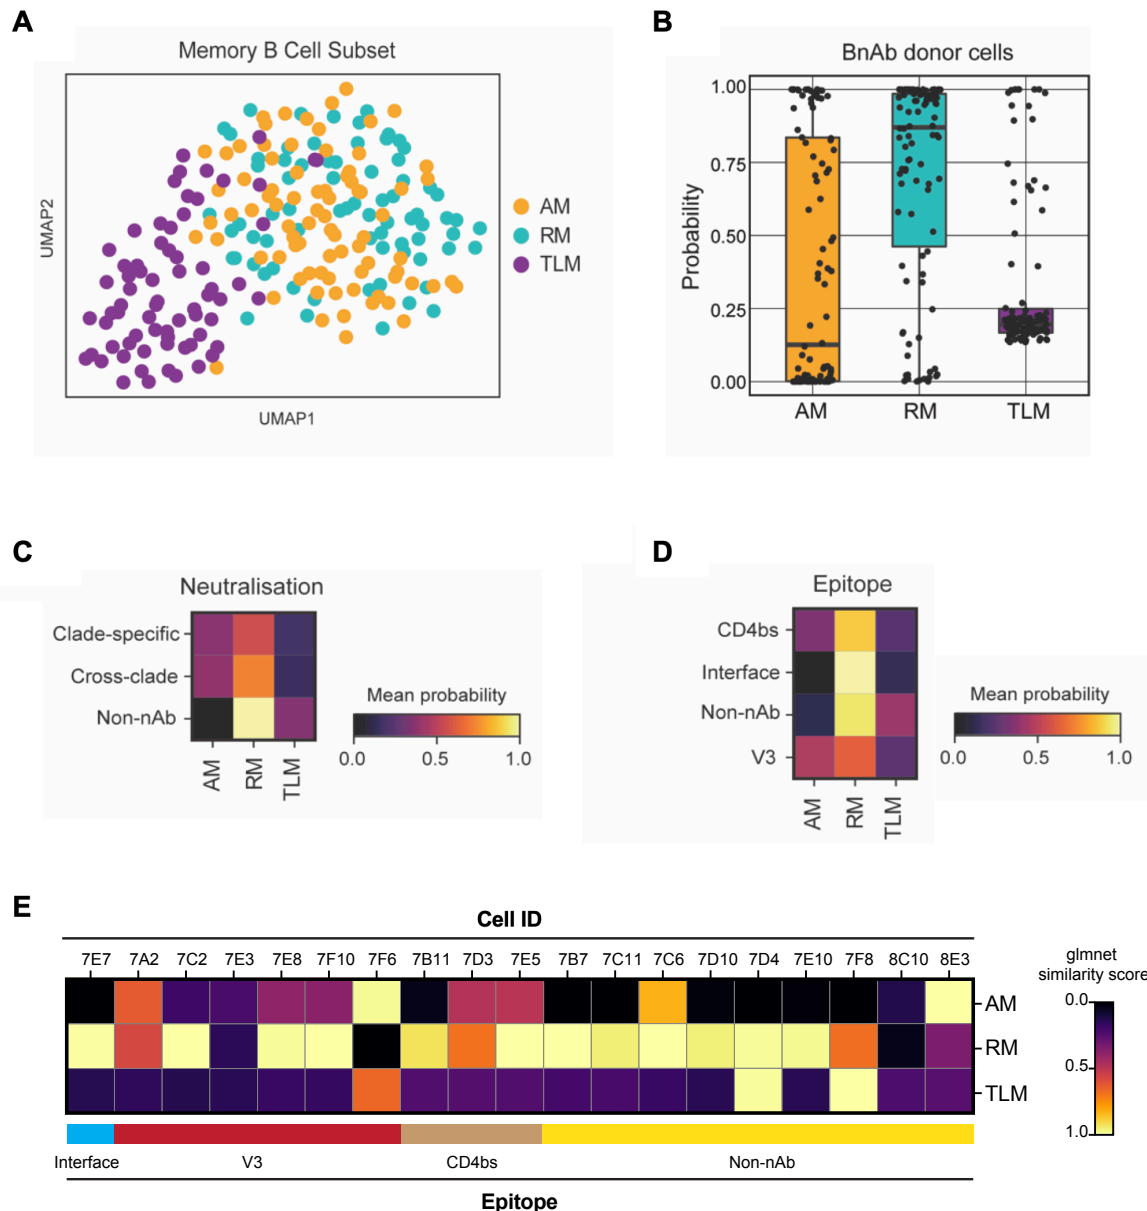 A
Memory B Cell Subset
UMAP2
UMAP1
AM
RM
TLM
B
BnAb donor cells
Probability
1.00
0.75
0.50
0.25
0.00
AM RM TLM
C
Neutralisation
Clade-specific
Cross-clade
Non-nAb
AM RM TLM
Mean probability
0.0 0.5 1.0
D
Epitope
CD4bs
Interface
Non-nAb
V3
AM RM TLM
Mean probability
0.0 0.5 1.0
E
Cell ID
7E7 7A2 7C2 7E3 7E8 7F10 7F6 7B11 7D3 7E5 7B7 7C11 7C6 7D10 7D4 7E10 7F8 8C10 8E3
AM
RM
TLM
glmnet
similarity score
0.0
0.5
1.0
Interface V3 CD4bs Non-nAb
Epitope